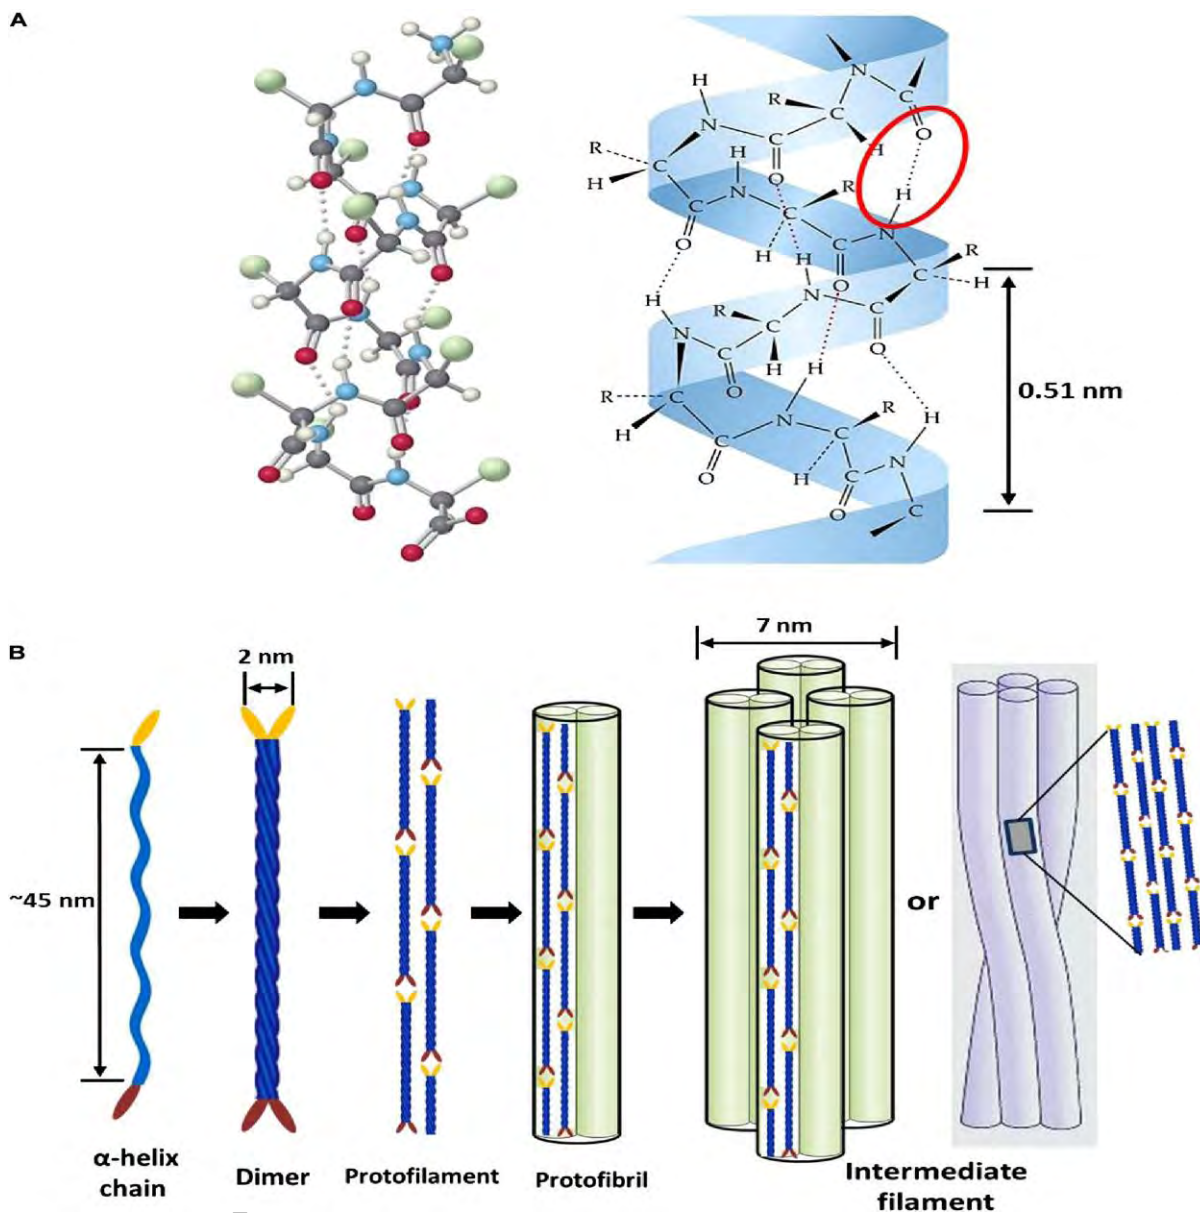 A
H
N
C
R
N
C
C
O
H
R
H
N
C
O
H
R
C
H
N
C
O
C
R
H
C
O
N
R
C
H
H
N
C
O
H
N
C
O
R
C
H
H
N
C
O
R
C
H
C
O
N
C
R
H
C
O
N
H
C
0.51 nm
B
7 nm
2 nm
~45 nm
or
α-helix
chain
Dimer
Protofilament
Protofibril
Intermediate
filament